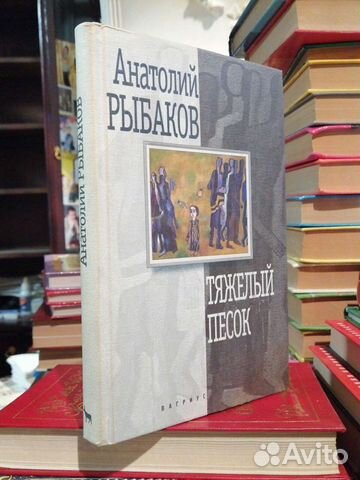 Анатолий
РЫБАКОВ
ТЯЖЕЛЫЙ
ПЕСОК
ВАГРИУС
Анатолий РЫБАКОВ
Avito